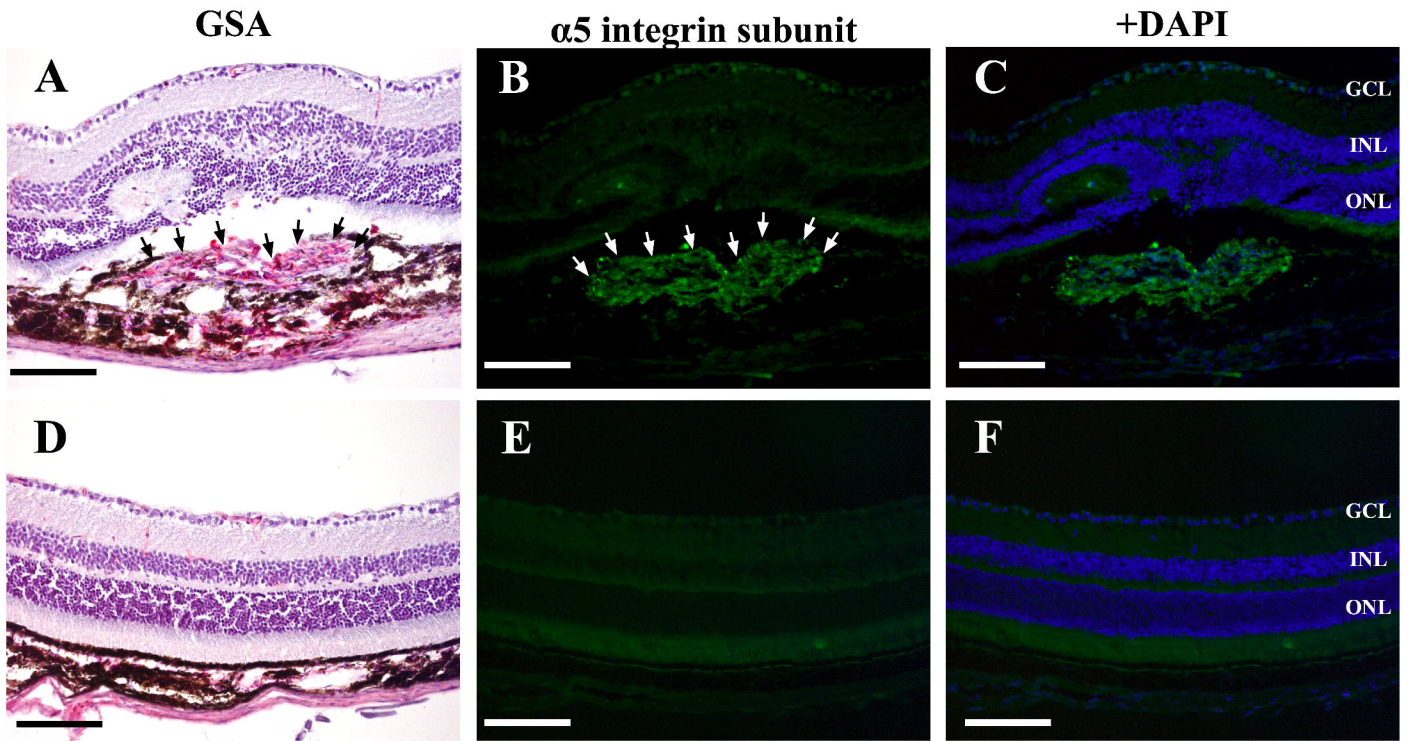 GSA
α5 integrin subunit
+DAPI
A
B
C
GCL
INL
ONL
D
E
F
GCL
INL
ONL